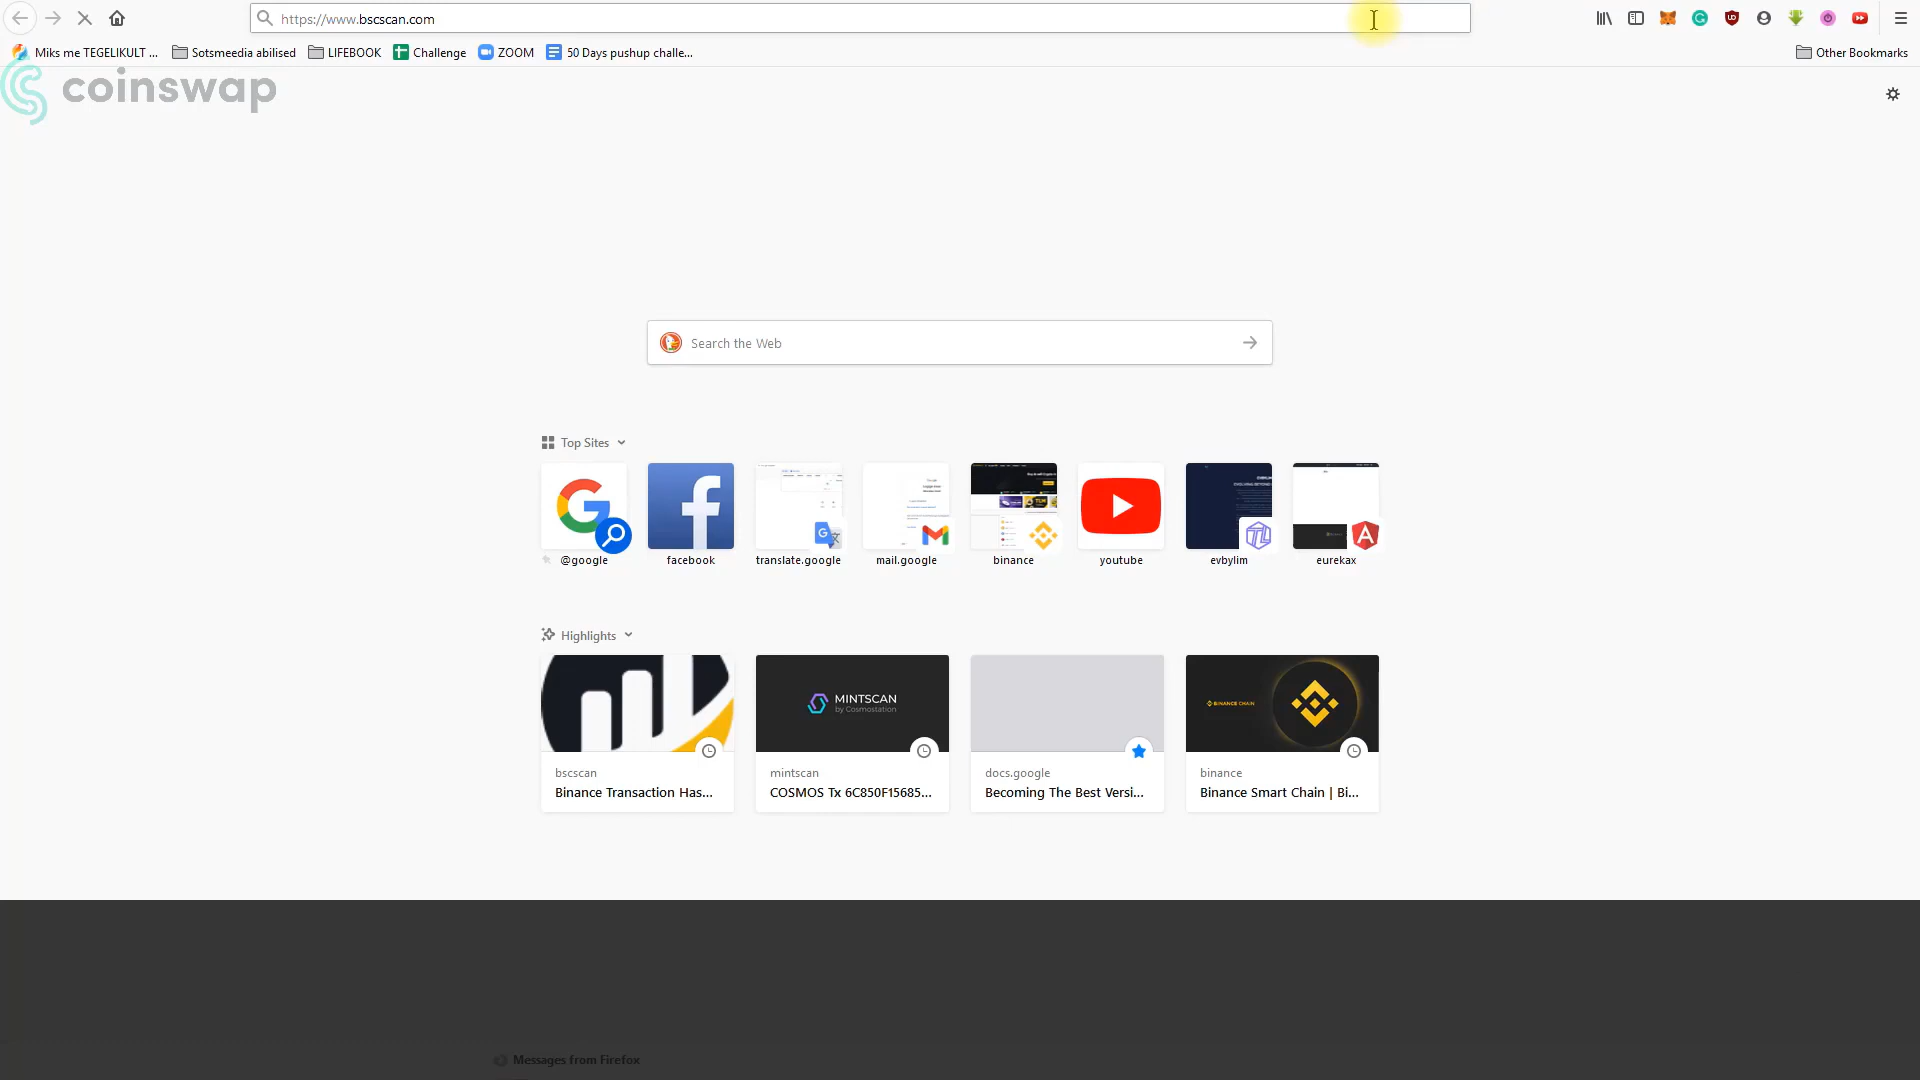 https://www.bscscan.com
Miks me TEGELIKULT ...
Sotsmeedia abilised
LIFEBOOK
Challenge
ZOOM
50 Days pushup challe...
Other Bookmarks
coinswap
Search the Web
Top Sites
@google
facebook
translate.google
mail.google
binance
youtube
evbylim
eurekax
Highlights
MINTSCAN
by Cosmostation
BINANCE CHAIN
bscscan
Binance Transaction Has...
mintscan
COSMOS Tx 6C850F15685...
docs.google
Becoming The Best Versi...
binance
Binance Smart Chain | Bi...
Messages from Firefox